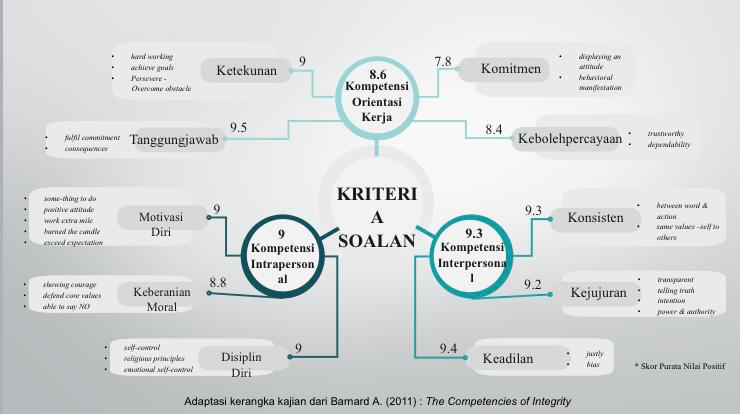 hard working
achieve goals
Persevere -
Overcome obstacle
Ketekunan
9
8.6
Kompetensi
Orientasi
Kerja
7.8
Komitmen
displaying an
attitude
behavioral
manifestation
fulfil commitment
consequences
Tanggungjawab
9.5
8.4
Kebolehpercayaan
trustworthy
dependability
KRITERI
A
SOALAN
some-thing to do
positive attitude
work extra mile
burned the candle
exceed expectation
Motivasi
Diri
9
9
Kompetensi
Intraperson
al
9.3
Kompetensi
Interpersona
l
9.3
Konsisten
between word &
action
same values –self to
others
showing courage
defend core values
able to say NO
Keberanian
Moral
8.8
9.2
Kejujuran
transparent
telling truth
intention
power & authority
self-control
religious principles
emotional self-control
Disiplin
Diri
9
9.4
Keadilan
justly
bias
* Skor Purata Nilai Positif
Adaptasi kerangka kajian dari Barnard A. (2011) : The Competencies of Integrity